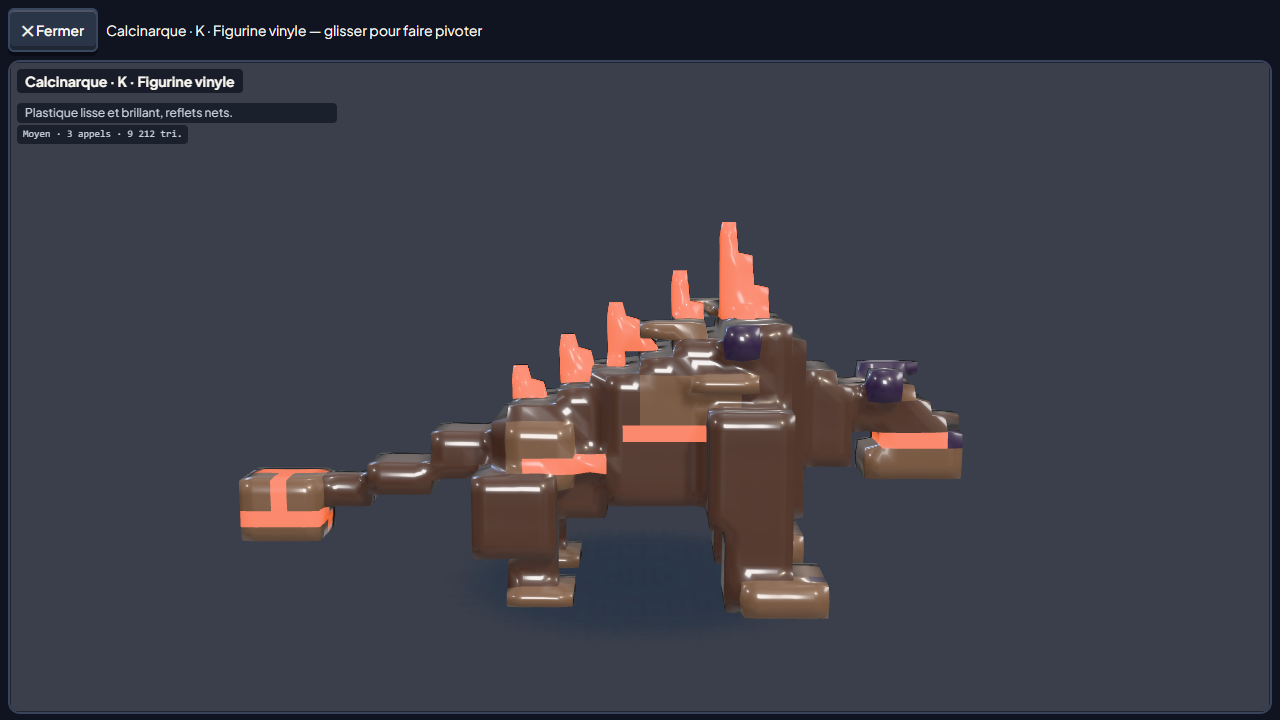 ✕ Fermer
Calcinarque · K · Figurine vinyle — glisser pour faire pivoter
Calcinarque · K · Figurine vinyle
Plastique lisse et brillant, reflets nets.
Moyen · 3 appels · 9 212 tri.